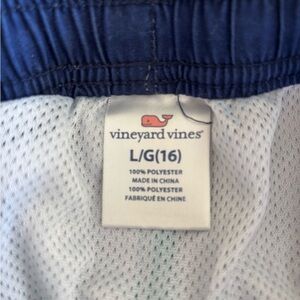 vineyard vines®
L/G(16)
100% POLYESTER
MADE IN CHINA
100% POLYESTER
FABRIQUÉ EN CHINE